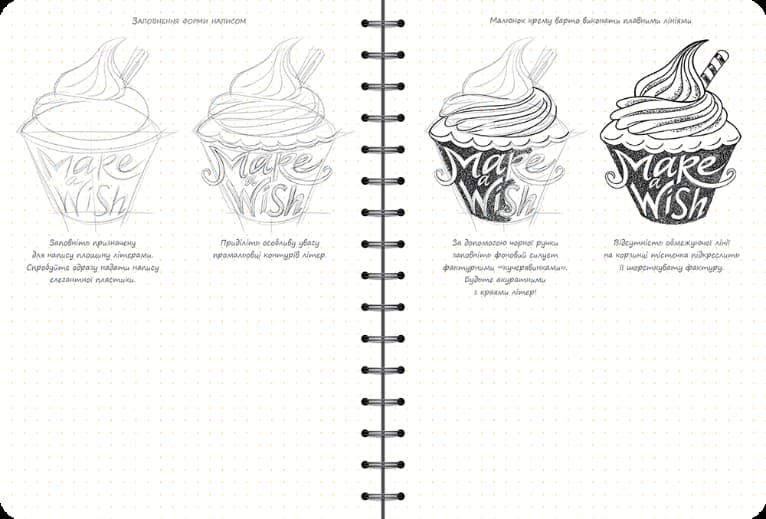 Заповнення форми написом
Малюнок крему варто виконати плавними лініями
Make
a
Wish
Make
a
Wish
Make
a
Wish
Make
a
Wish
Заповніть призначену
для напису площину літерами.
Спробуйте одразу надати напису
елегантної пластики.
Приділіть особливу увагу
промальовці контурів літер.
За допомогою чорної ручки
заповніть фоновий силует
фактурними «кучерявинками».
Будьте акуратними
з краями літер!
Відсутність обмежуючої лінії
на корзинці тістечка підкреслить
її шорсткувату фактуру.